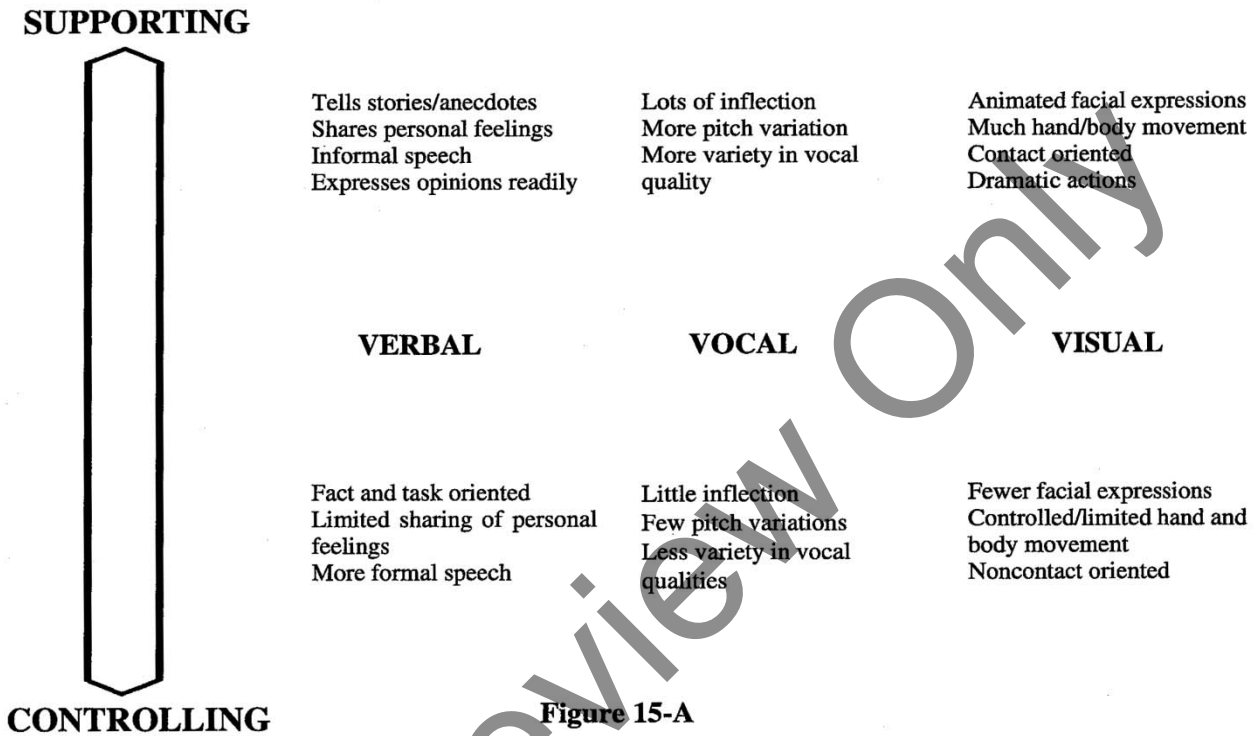 SUPPORTING
Tells stories/anecdotes
Shares personal feelings
Informal speech
Expresses opinions readily
Lots of inflection
More pitch variation
More variety in vocal
quality
Animated facial expressions
Much hand/body movement
Contact oriented
Dramatic actions
VERBAL
VOCAL
VISUAL
Fact and task oriented
Limited sharing of personal
feelings
More formal speech
Little inflection
Few pitch variations
Less variety in vocal
qualities
Fewer facial expressions
Controlled/limited hand and
body movement
Noncontact oriented
CONTROLLING
Figure 15-A
eview Only